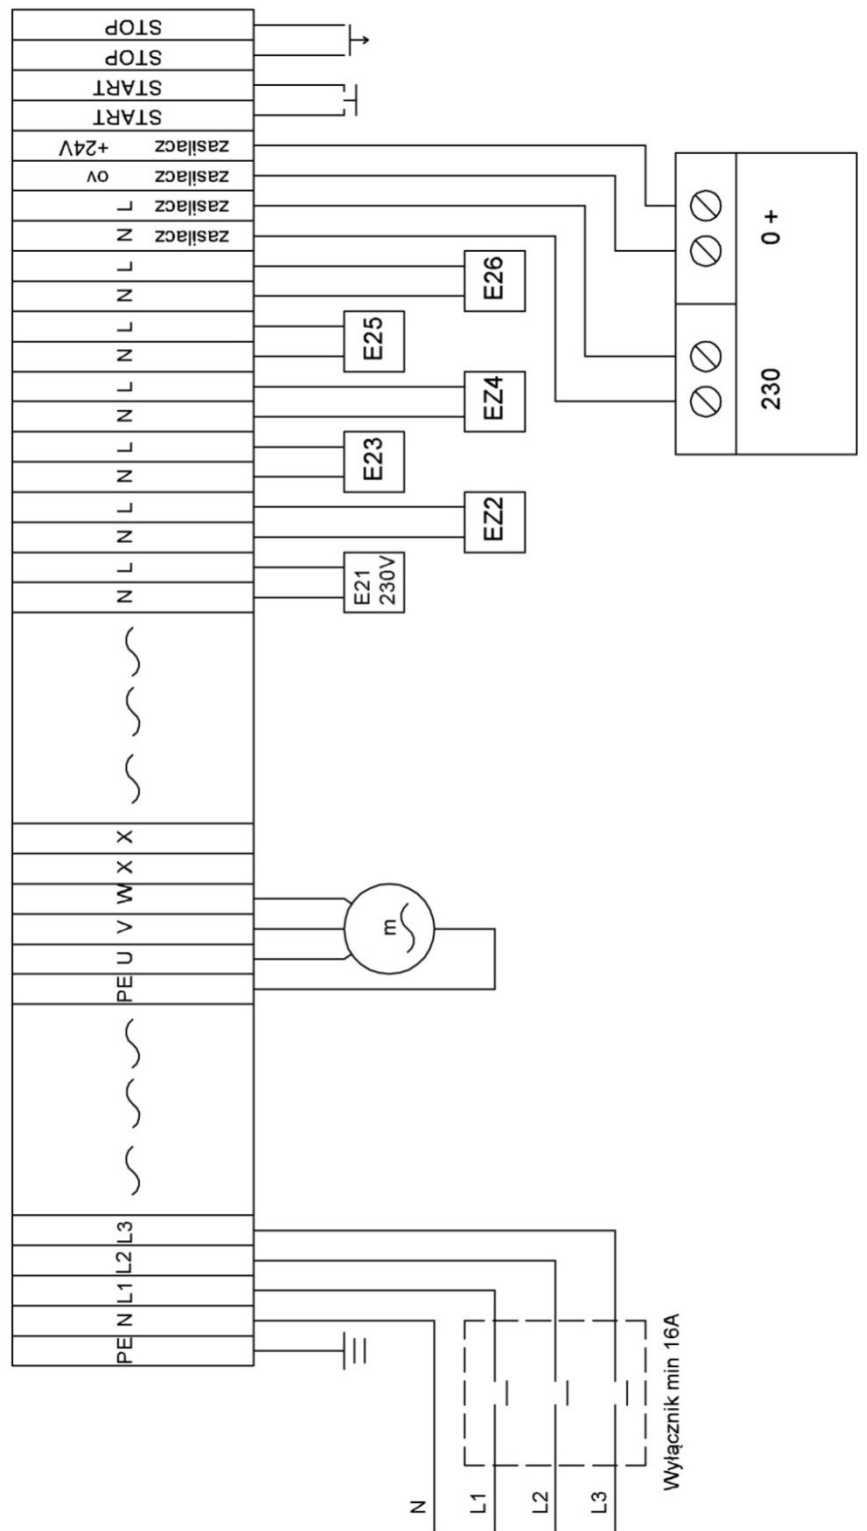 STOP
STOP
START
START
+24V zasilacz
ov zasilacz
L zasilacz
N zasilacz
L
N
L
N
L
N
L
N
L
N
L
N
E26
E25
EZ4
E23
EZ2
E21
230V
0 +
230
X
X
W
V
U
PE
m
L3
L2
L1
N
PE
N
L1
L2
L3
Wyłącznik min 16A